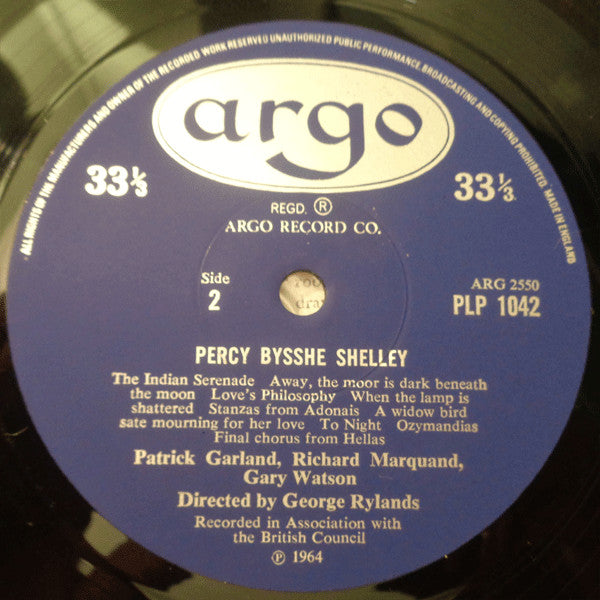 ALL RIGHTS OF THE MANUFACTURERS AND OWNER OF THE RECORDED WORK RESERVED UNAUTHORIZED PUBLIC PERFORMANCE, BROADCASTING AND COPYING PROHIBITED. MADE IN ENGLAND
argo
33⅓ 33⅓
REGD. ®
ARGO RECORD CO.
Side ARG 2550
2 PLP 1042
PERCY BYSSHE SHELLEY
The Indian Serenade Away, the moor is dark beneath
the moon Love's Philosophy When the lamp is
shattered Stanzas from Adonais A widow bird
sate mourning for her love To Night Ozymandias
Final chorus from Hellas
Patrick Garland, Richard Marquand,
Gary Watson
Directed by George Rylands
Recorded in Association with
the British Council
℗ 1964